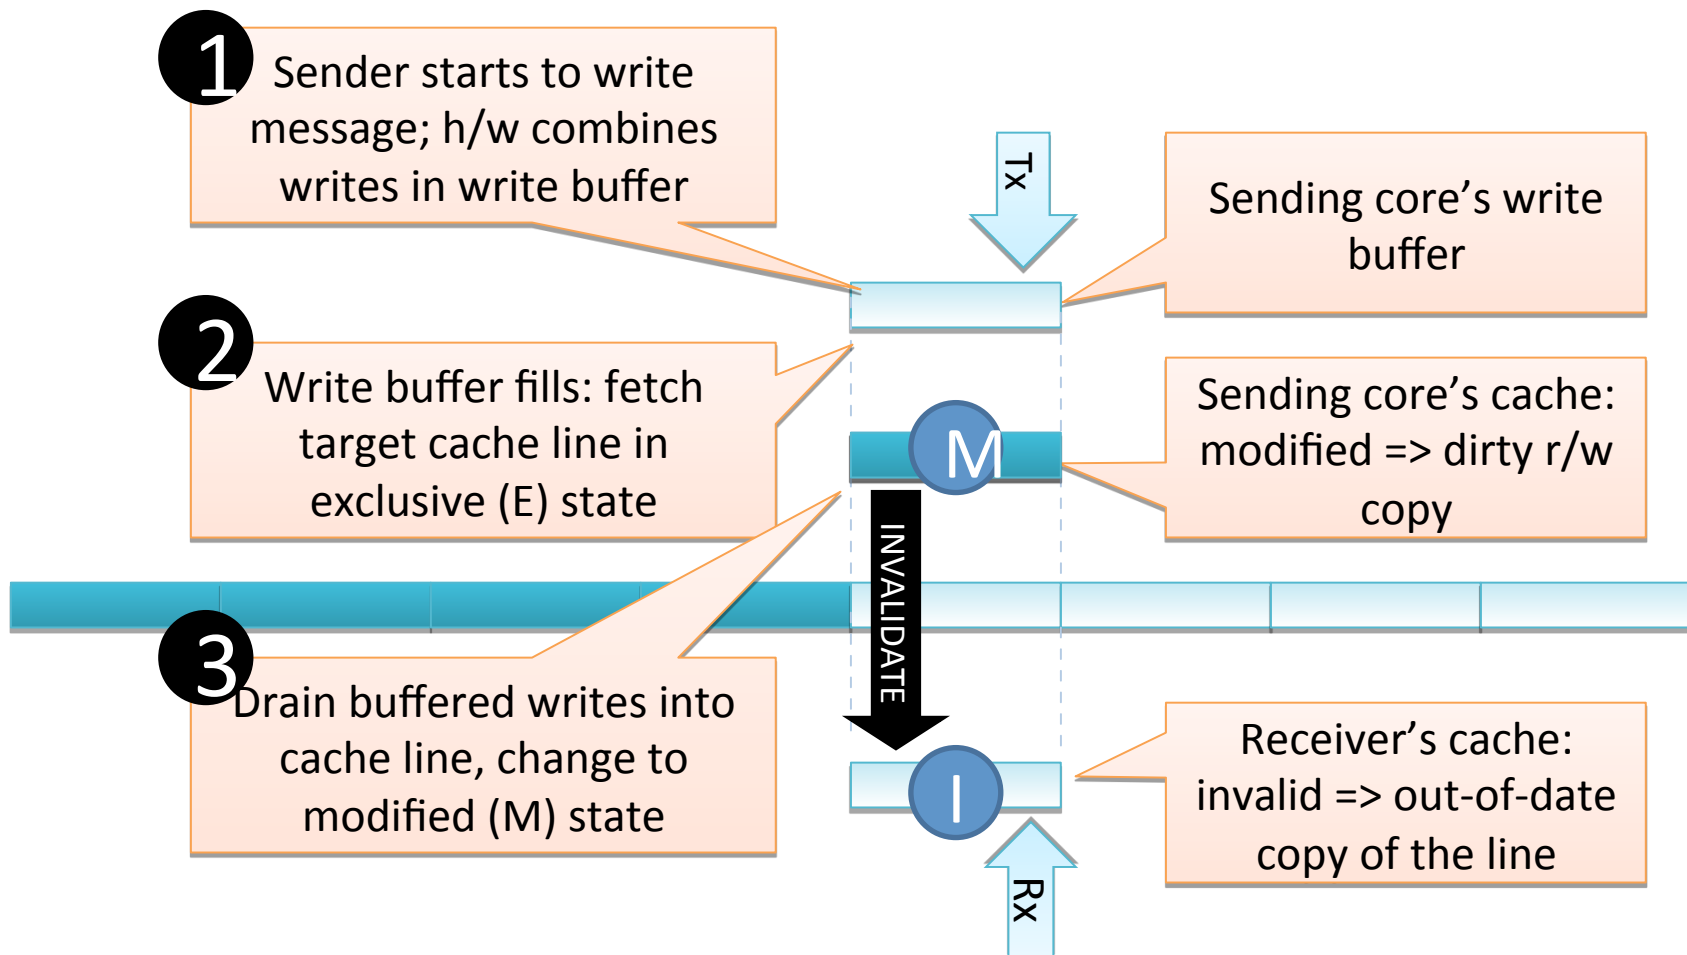 1
Sender starts to write
message; h/w combines
writes in write buffer
Tx
Sending core’s write
buffer
2
Write buffer fills: fetch
target cache line in
exclusive (E) state
M
Sending core’s cache:
modified => dirty r/w
copy
INVALIDATE
3
Drain buffered writes into
cache line, change to
modified (M) state
I
Receiver’s cache:
invalid => out-of-date
copy of the line
Rx